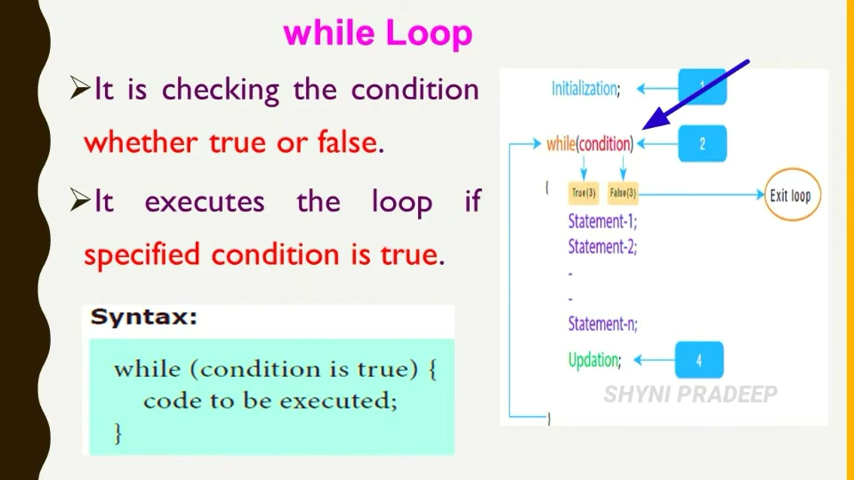 while Loop
➢It is checking the condition
whether true or false.
➢It executes the loop if
specified condition is true.
Syntax:
while (condition is true) {
code to be executed;
}
Initialization;
while(condition) 2
{ True(3) False(3) Exit loop
Statement-1;
Statement-2;
-
-
Statement-n;
Updation; 4
SHYNI PRADEEP
}